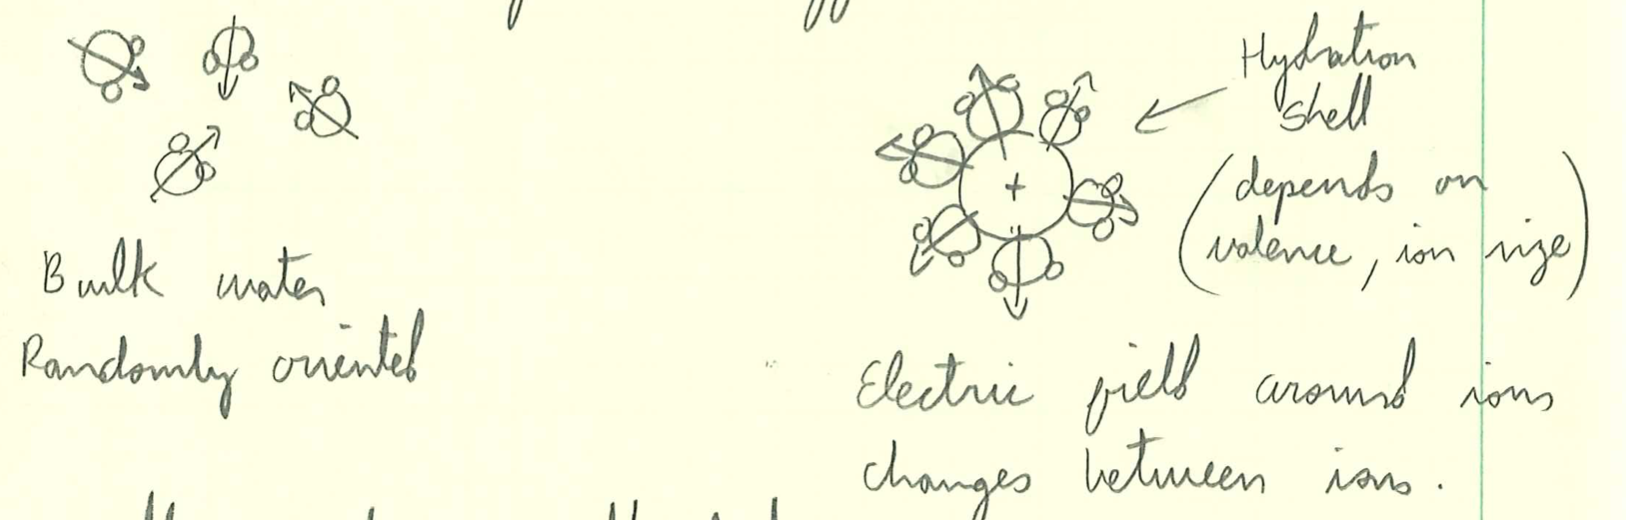 Hydration
shell
(depends on
valence, ion size)
+
Bulk water
Randomly oriented
Electric field around ions
changes between ions.